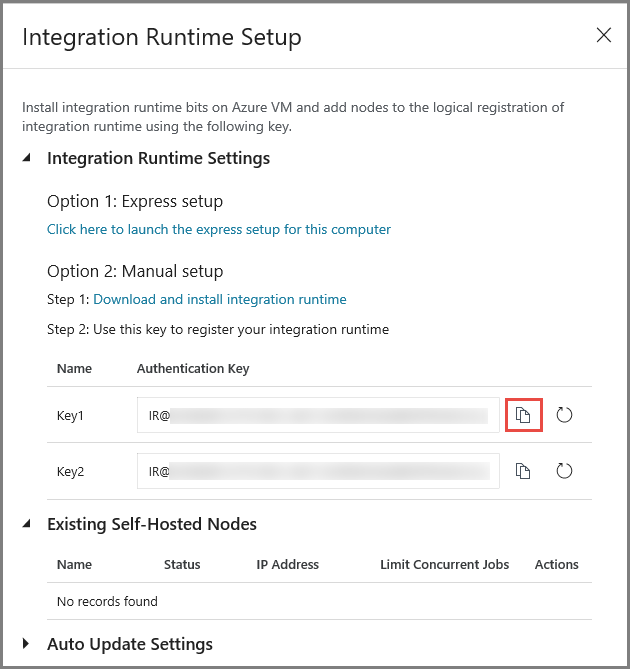 Integration Runtime Setup
Install integration runtime bits on Azure VM and add nodes to the logical registration of
integration runtime using the following key.
Integration Runtime Settings
Option 1: Express setup
Click here to launch the express setup for this computer
Option 2: Manual setup
Step 1: Download and install integration runtime
Step 2: Use this key to register your integration runtime
Name Authentication Key
Key1 IR@
Key2 IR@
Existing Self-Hosted Nodes
Name Status IP Address Limit Concurrent Jobs Actions
No records found
Auto Update Settings